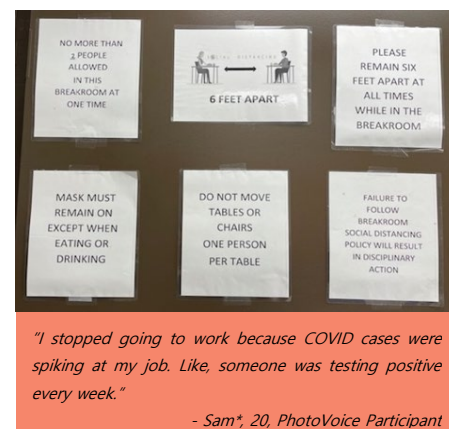 NO MORE THAN
2 PEOPLE
ALLOWED
IN THIS
BREAKROOM AT
ONE TIME
SOCIAL DISTANCING
6 FEET APART
PLEASE
REMAIN SIX
FEET APART AT
ALL TIMES
WHILE IN THE
BREAKROOM
MASK MUST
REMAIN ON
EXCEPT WHEN
EATING OR
DRINKING
DO NOT MOVE
TABLES OR
CHAIRS
ONE PERSON
PER TABLE
FAILURE TO
FOLLOW
BREAKROOM
SOCIAL DISTANCING
POLICY WILL RESULT
IN DISCIPLINARY
ACTION
“I stopped going to work because COVID cases were
spiking at my job. Like, someone was testing positive
every week.”
- Sam*, 20, PhotoVoice Participant